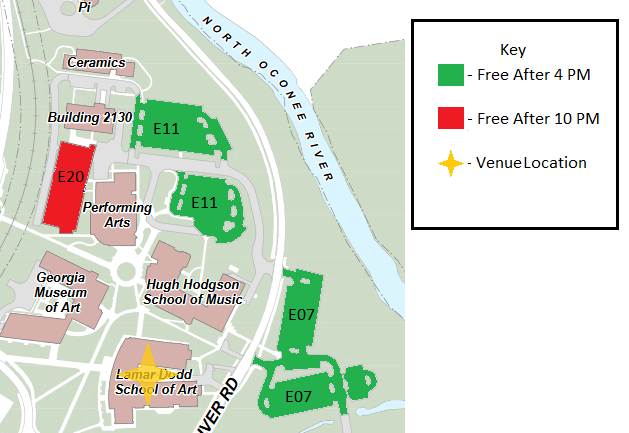 Pi
NORTH OCONEE RIVER
Ceramics
Building 2130
E11
E20
E11
Performing
Arts
Georgia
Museum
of Art
Hugh Hodgson
School of Music
E07
Lamar Dodd
School of Art
E07
IVER RD
Key
- Free After 4 PM
- Free After 10 PM
- Venue Location